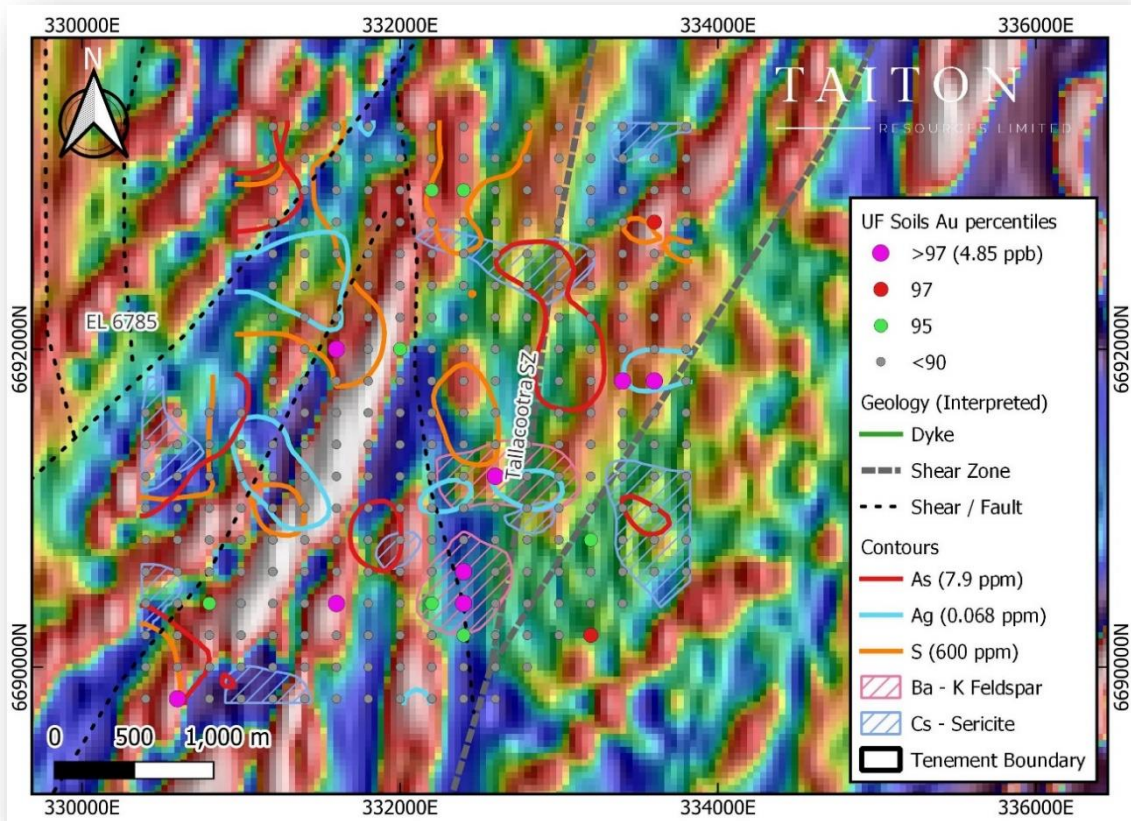 330000E 332000E 334000E 336000E
N
TAITON
RESOURCES LIMITED
UF Soils Au percentiles
>97 (4.85 ppb)
97
95
<90
Geology (Interpreted)
Dyke
Shear Zone
Shear / Fault
Contours
As (7.9 ppm)
Ag (0.068 ppm)
S (600 ppm)
Ba - K Feldspar
Cs - Sericite
Tenement Boundary
EL 6785
Tallacootra SZ
6692000N
6690000N
6692000N
6690000N
0 500 1,000 m
330000E 332000E 334000E 336000E